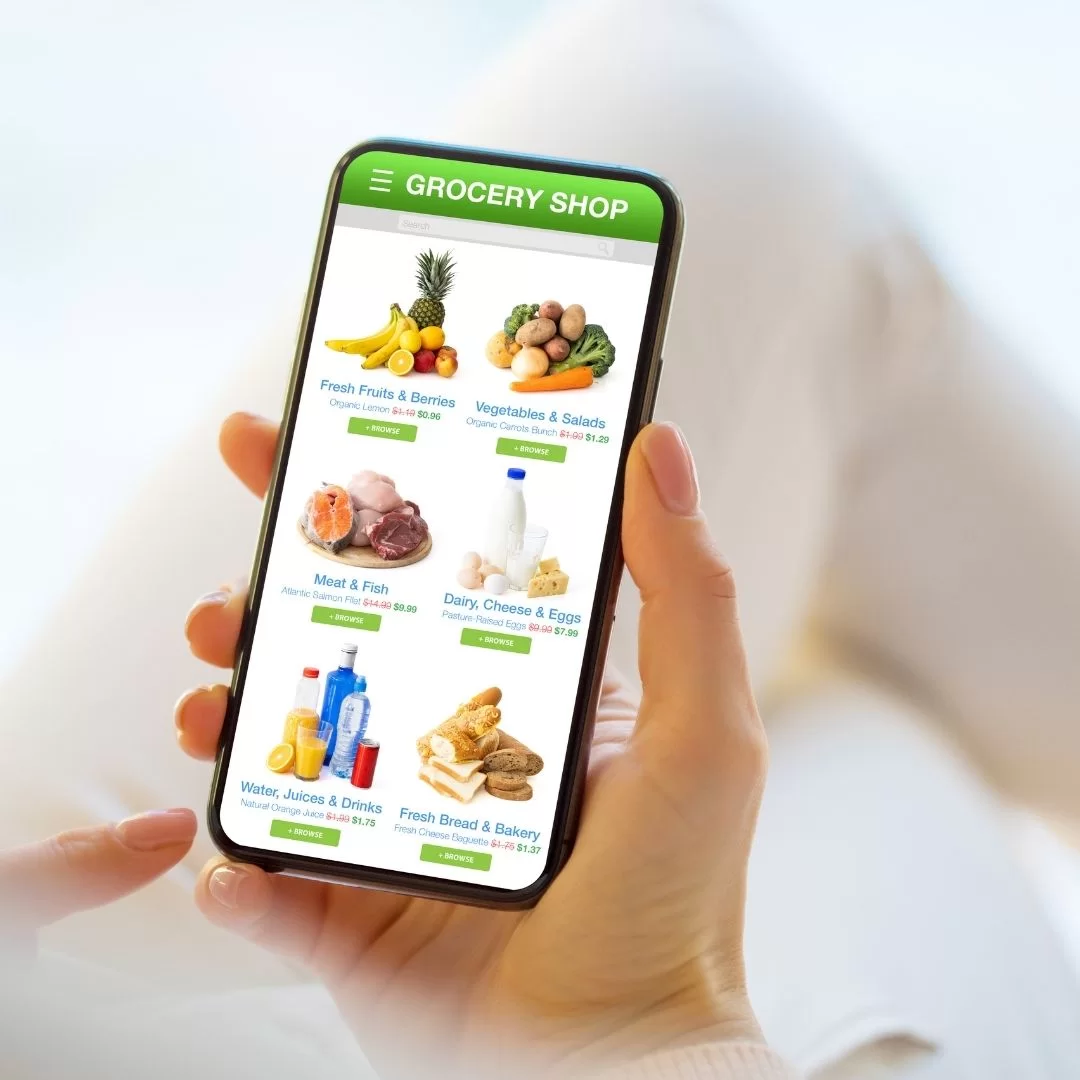 GROCERY SHOP
Search
Fresh Fruits & Berries
Organic Lemon $1.19 $0.96
+ BROWSE
Vegetables & Salads
Organic Carrots Bunch $1.99 $1.29
+ BROWSE
Meat & Fish
Atlantic Salmon Filet $14.99 $9.99
+ BROWSE
Dairy, Cheese & Eggs
Pasture-Raised Eggs $9.99 $7.99
+ BROWSE
Water, Juices & Drinks
Natural Orange Juice $1.99 $1.75
+ BROWSE
Fresh Bread & Bakery
Fresh Cheese Baguette $1.75 $1.37
+ BROWSE